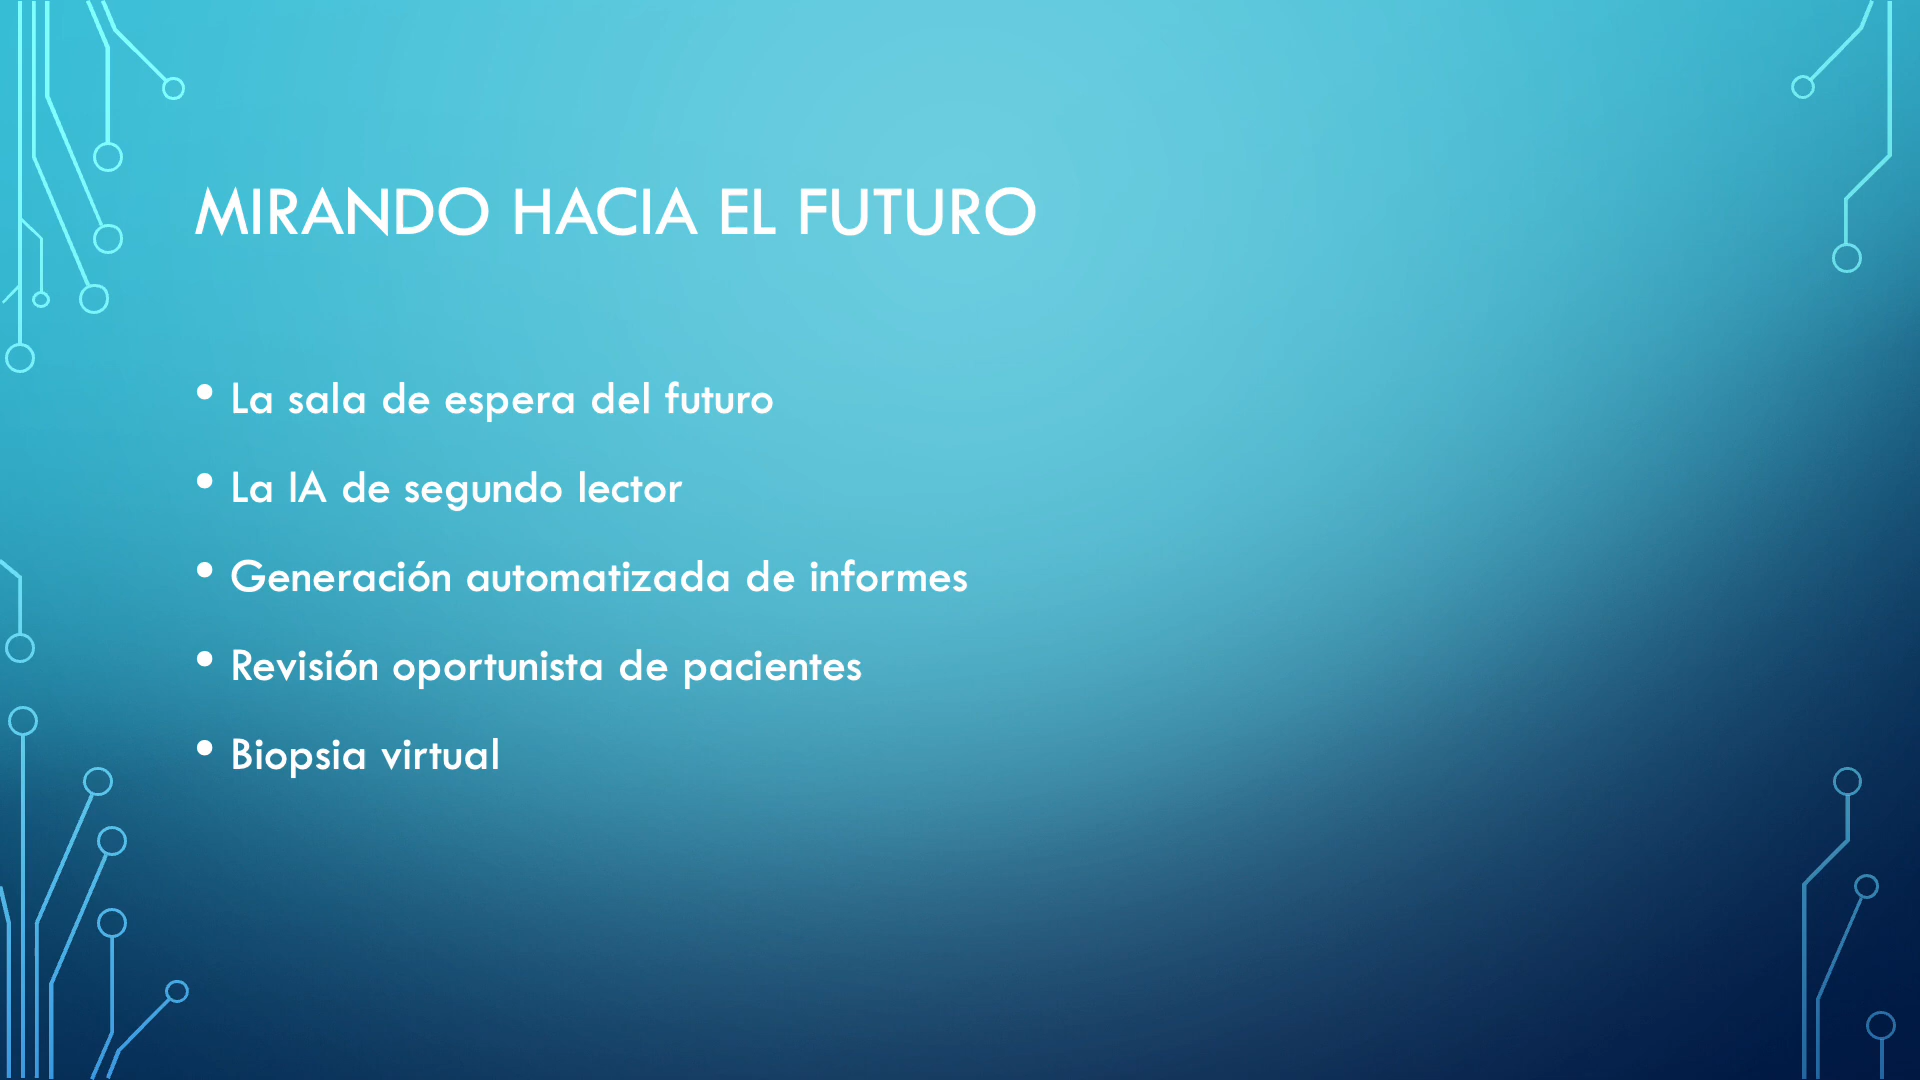 MIRANDO HACIA EL FUTURO
• La sala de espera del futuro
• La IA de segundo lector
• Generación automatizada de informes
• Revisión oportunista de pacientes
• Biopsia virtual